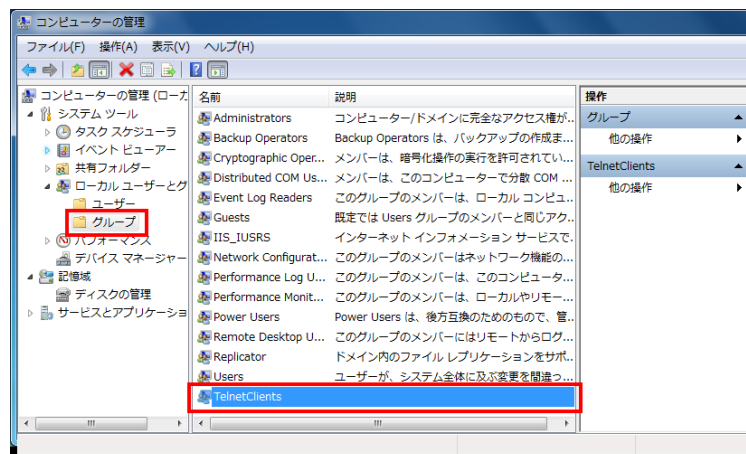 コンピューターの管理
ファイル(F) 操作(A) 表示(V) ヘルプ(H)
コンピューターの管理 (ローカ
システム ツール
タスク スケジューラ
イベント ビューアー
共有フォルダー
ローカル ユーザーとグ
ユーザー
グループ
パフォーマンス
デバイス マネージャー
記憶域
ディスクの管理
サービスとアプリケーショ
名前 説明
Administrators コンピューター/ドメインに完全なアクセス権が...
Backup Operators Backup Operators は、バックアップの作成ま...
Cryptographic Oper... メンバーは、暗号化操作の実行を許可されてい...
Distributed COM Us... メンバーは、このコンピューターで分散 COM ...
Event Log Readers このグループのメンバーは、ローカル コンピュ...
Guests 既定では Users グループのメンバーと同じアク...
IIS_IUSRS インターネット インフォメーション サービスで...
Network Configurat... このグループのメンバーはネットワーク機能の...
Performance Log U... このグループのメンバーは、このコンピュータ...
Performance Monit... このグループのメンバーは、ローカルやリモー...
Power Users Power Users は、後方互換のためのもので、管...
Remote Desktop U... このグループのメンバーにはリモートからログ...
Replicator ドメイン内のファイル レプリケーションをサポ...
Users ユーザーが、システム全体に及ぶ変更を間違っ...
TelnetClients
操作
グループ
他の操作
TelnetClients
他の操作